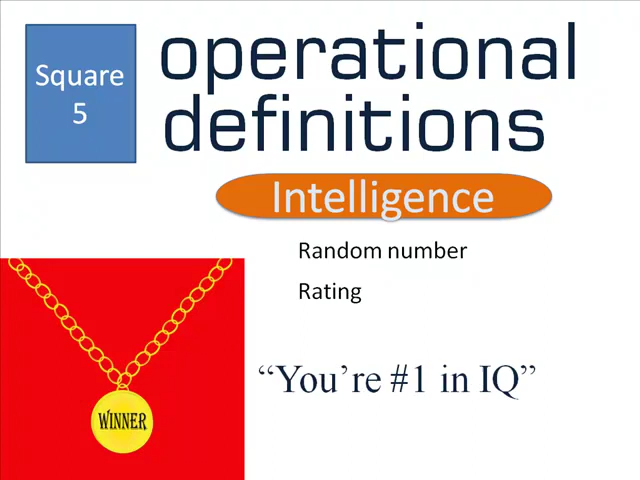 Square
5
operational
definitions
Intelligence
Random number
Rating
“You’re #1 in IQ”
WINNER